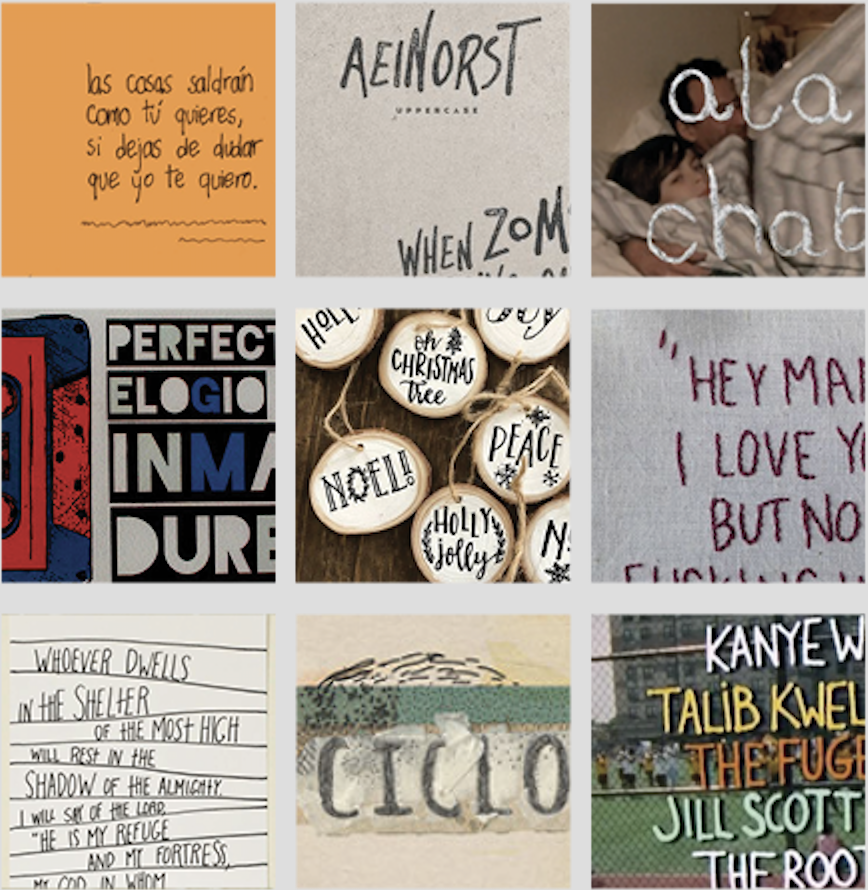 las cosas saldrán
como tú quieres,
si dejas de dudar
que yo te quiero.
AEINORST
UPPERCASE
WHEN ZOM
ala
chab
PERFECT
ELOGIO
INMA
DURE
HOLL
oh
CHRISTMAS
tree
PEACE
NOEL!
HOLLY
jolly
N
"HEY MA
I LOVE Y
BUT NO
WHOEVER DWELLS
IN THE SHELTER
OF THE MOST HIGH
WILL REST IN THE
SHADOW OF THE ALMIGHTY.
I WILL SAY OF THE LORD,
"HE IS MY REFUGE
AND MY FORTRESS,
MY GOD, IN WHOM
CICLO
KANYE W
TALIB KWEL
THE FUGE
JILL SCOTT
THE ROO